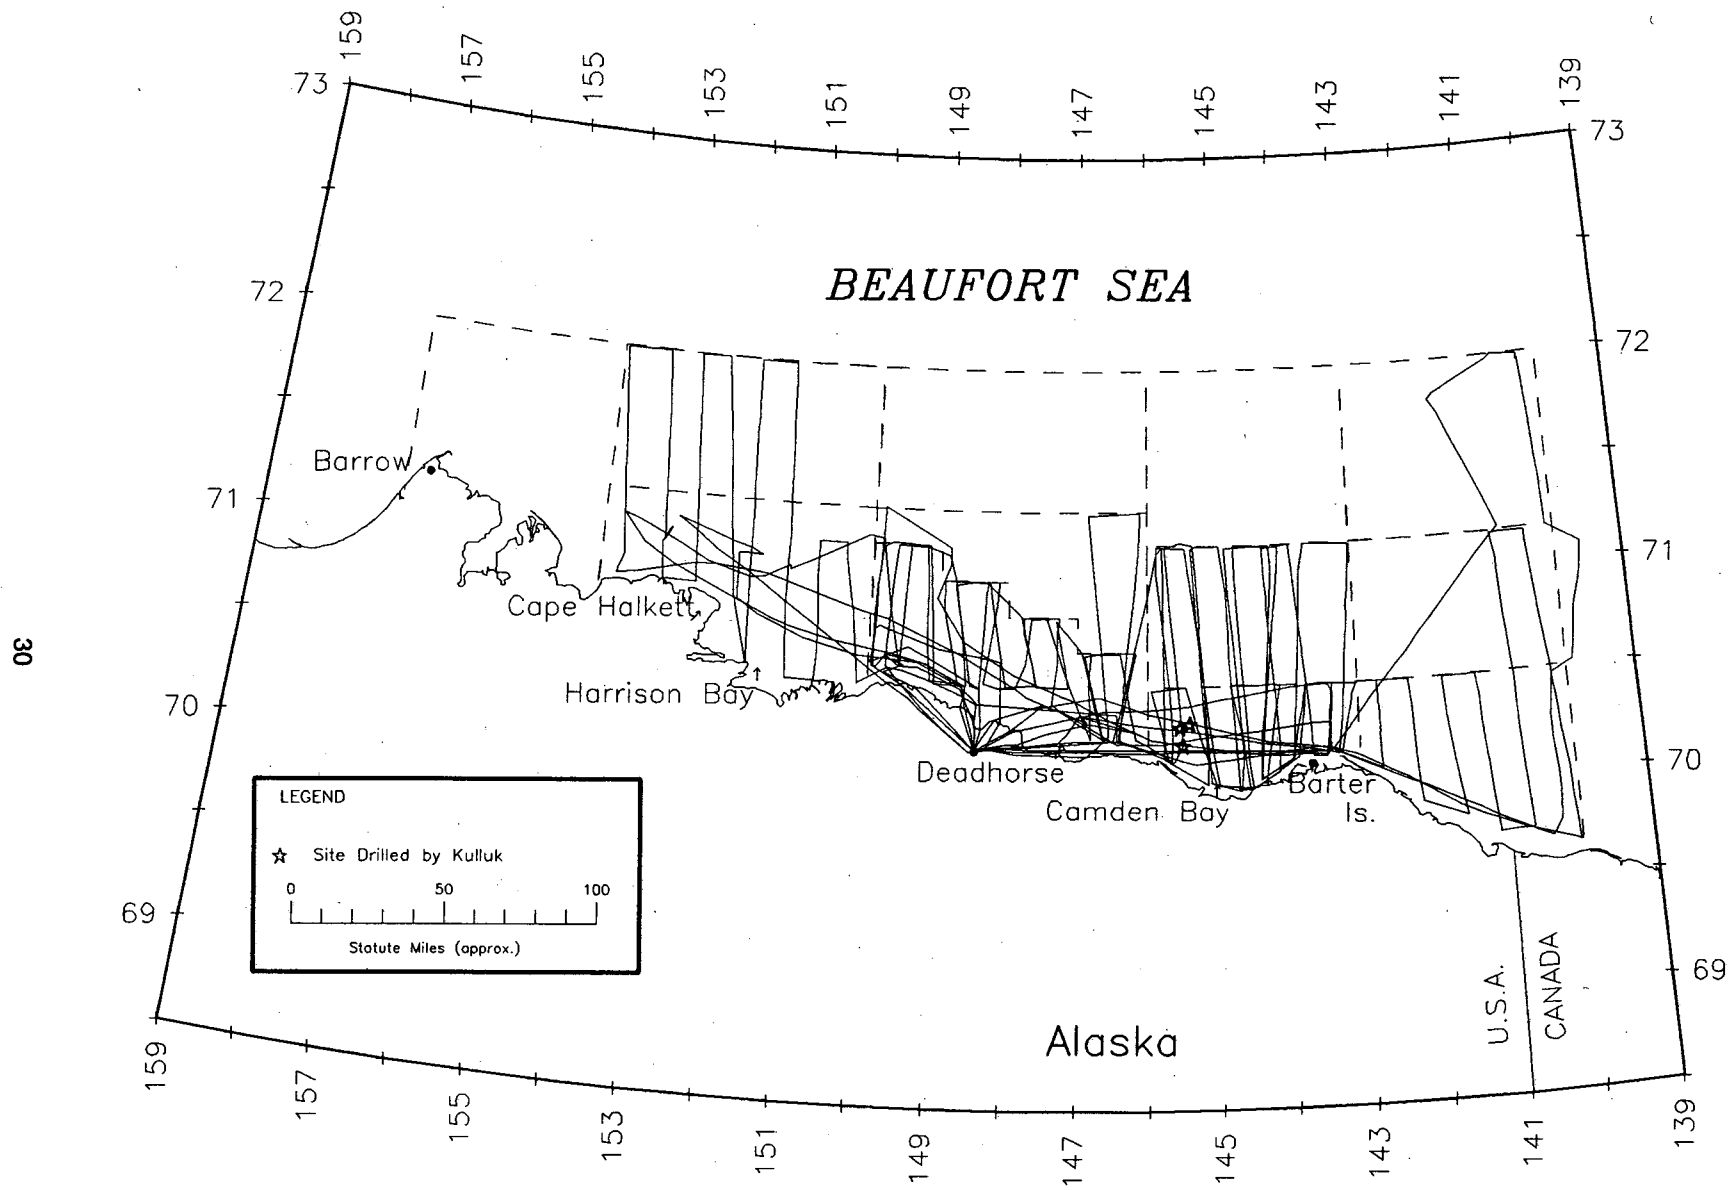 159
157
155
153
151
149
147
145
143
141
139
73
73
BEAUFORT SEA
72
72
Barrow
71
71
Cape Halkett
30
Harrison Bay
70
70
Deadhorse
Camden Bay
Barter
Is.
LEGEND
Site Drilled by Kulluk
0 50 100
Statute Miles (approx.)
69
69
U.S.A.
CANADA
Alaska
159
157
155
153
151
149
147
145
143
141
139